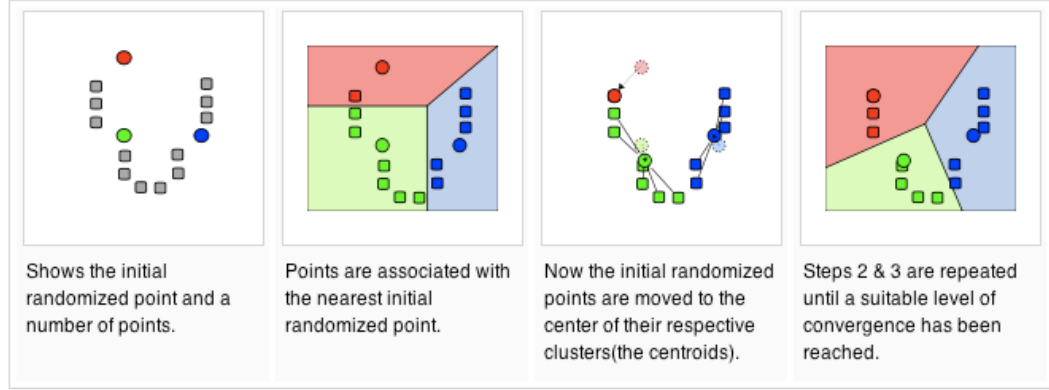 Shows the initial
randomized point and a
number of points.
Points are associated with
the nearest initial
randomized point.
Now the initial randomized
points are moved to the
center of their respective
clusters(the centroids).
Steps 2 & 3 are repeated
until a suitable level of
convergence has been
reached.